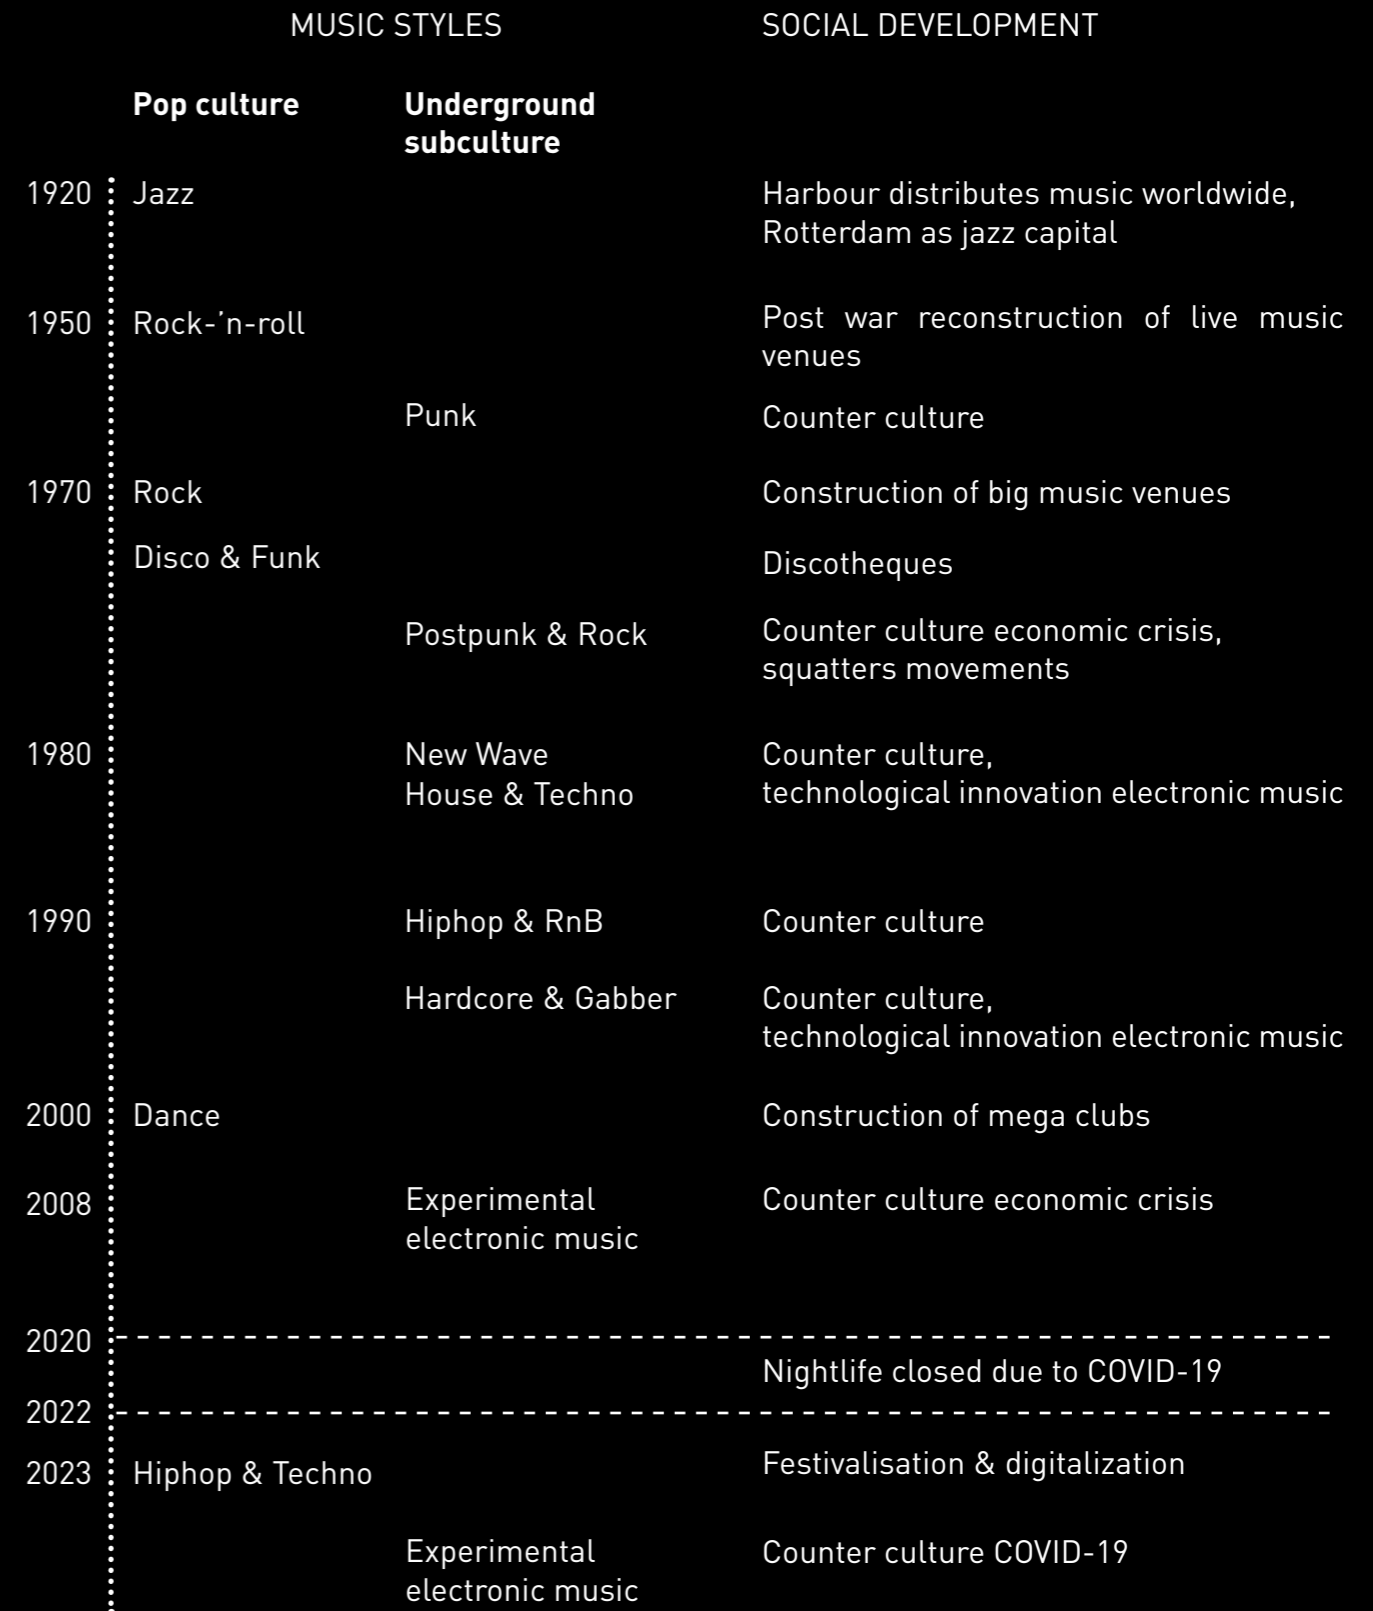 MUSIC STYLES SOCIAL DEVELOPMENT
Pop culture Underground
subculture
1920 Jazz Harbour distributes music worldwide,
Rotterdam as jazz capital
1950 Rock-’n-roll Post war reconstruction of live music
venues
Punk Counter culture
1970 Rock Construction of big music venues
Disco & Funk Discotheques
Postpunk & Rock Counter culture economic crisis,
squatters movements
1980 New Wave Counter culture,
House & Techno technological innovation electronic music
1990 Hiphop & RnB Counter culture
Hardcore & Gabber Counter culture,
technological innovation electronic music
2000 Dance Construction of mega clubs
2008 Experimental Counter culture economic crisis
electronic music
2020
Nightlife closed due to COVID-19
2022
2023 Hiphop & Techno Festivalisation & digitalization
Experimental Counter culture COVID-19
electronic music